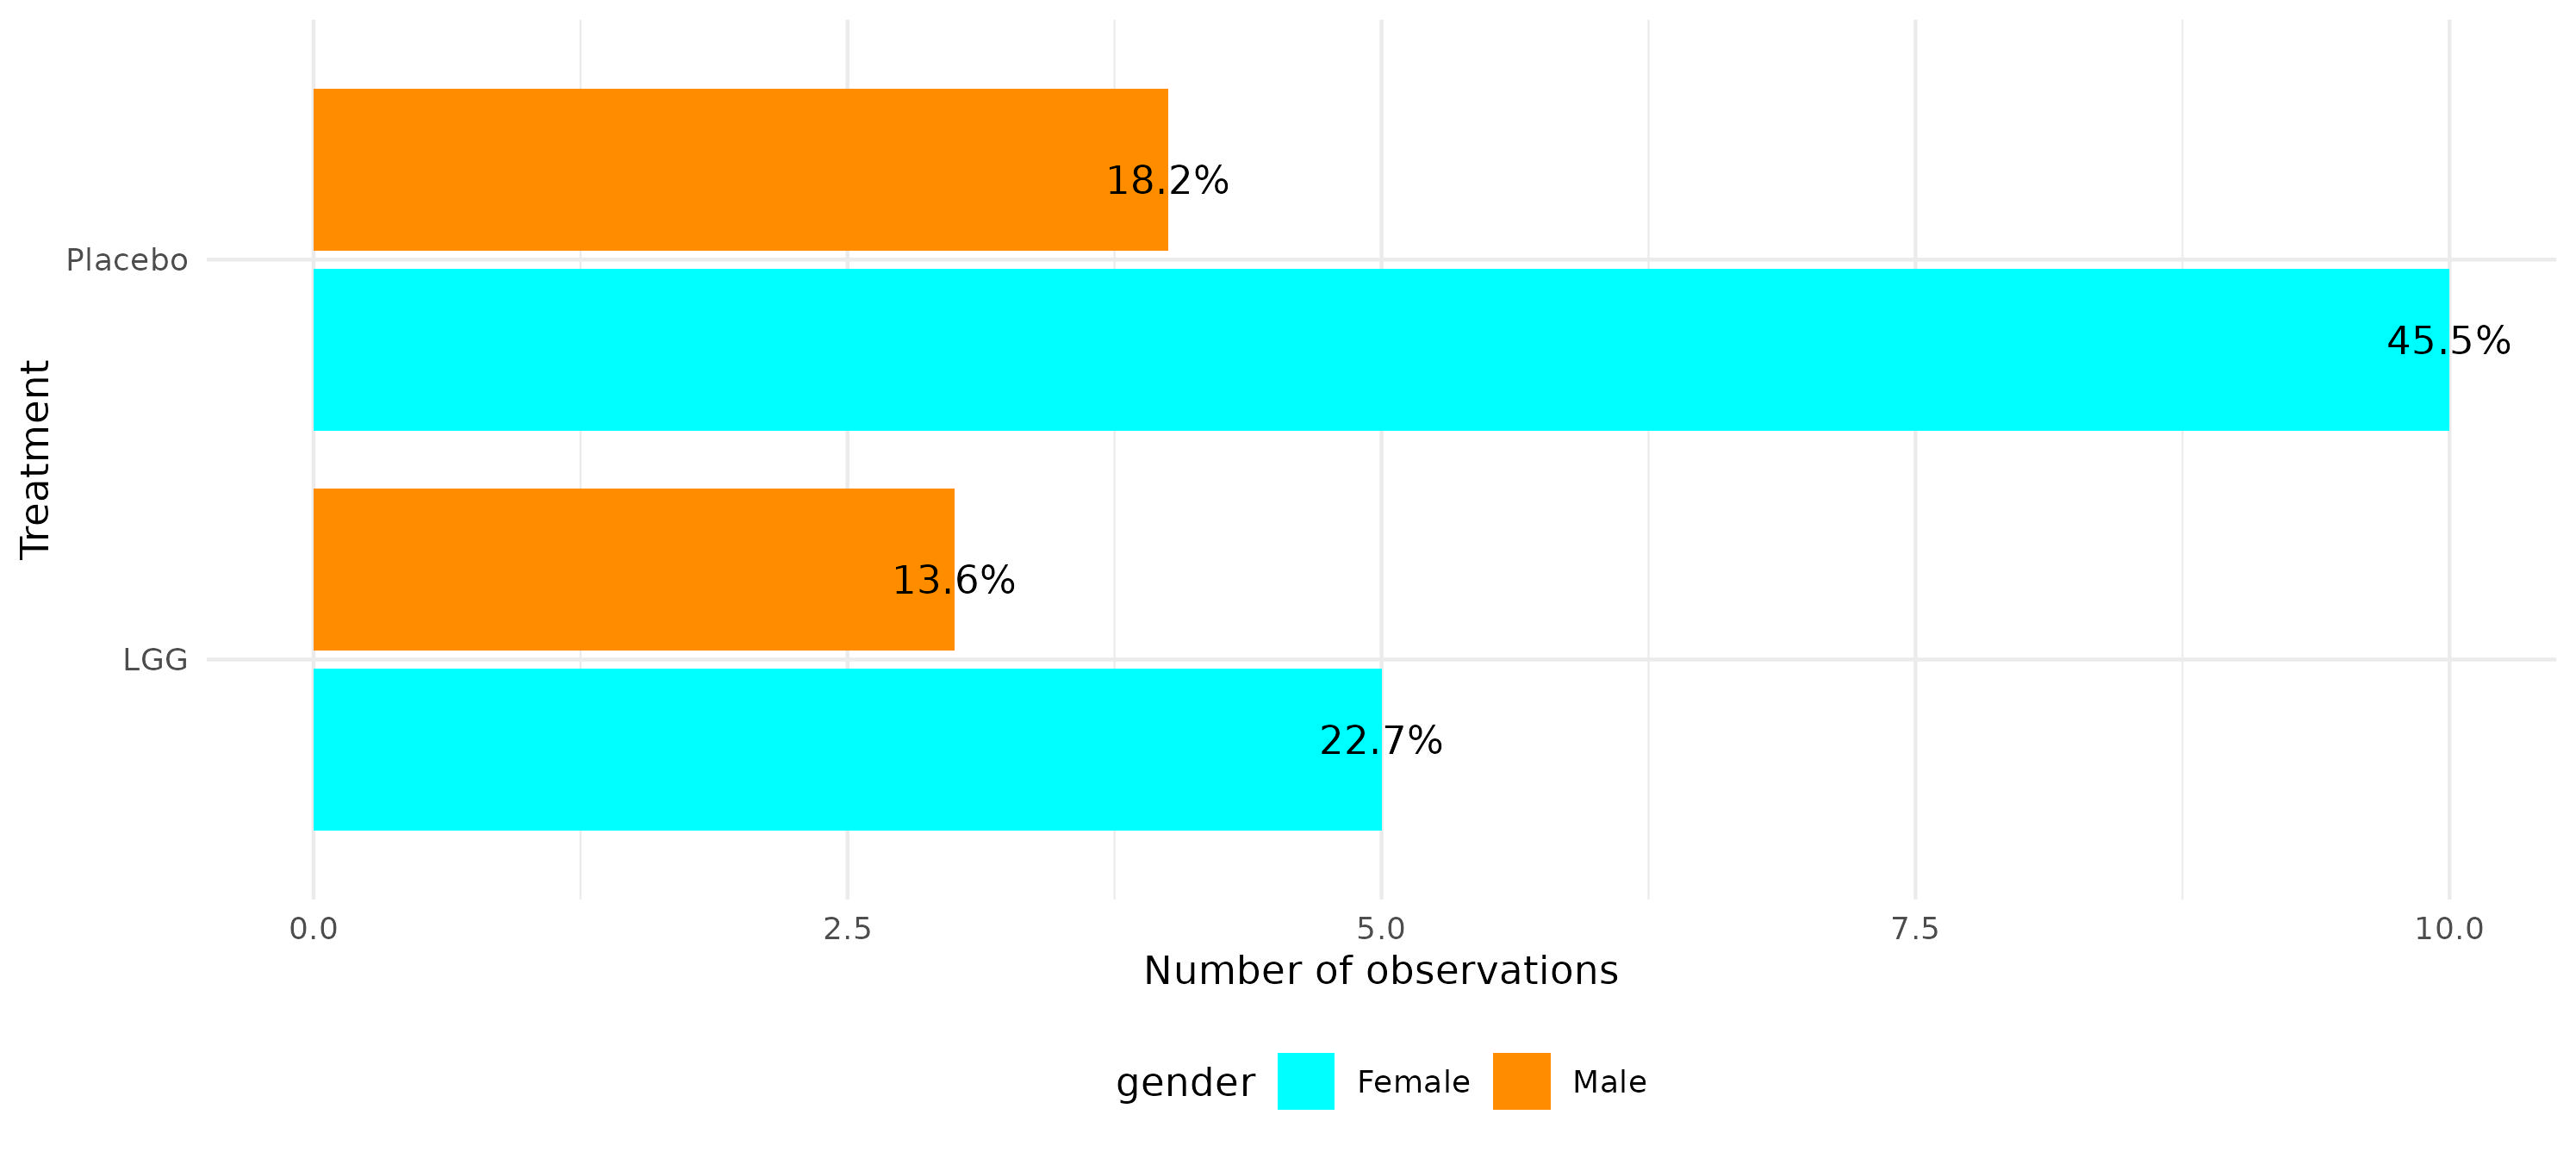 18.2%
Placebo
45.5%
Treatment
13.6%
LGG
22.7%
0.0 2.5 5.0 7.5 10.0
Number of observations
gender Female Male